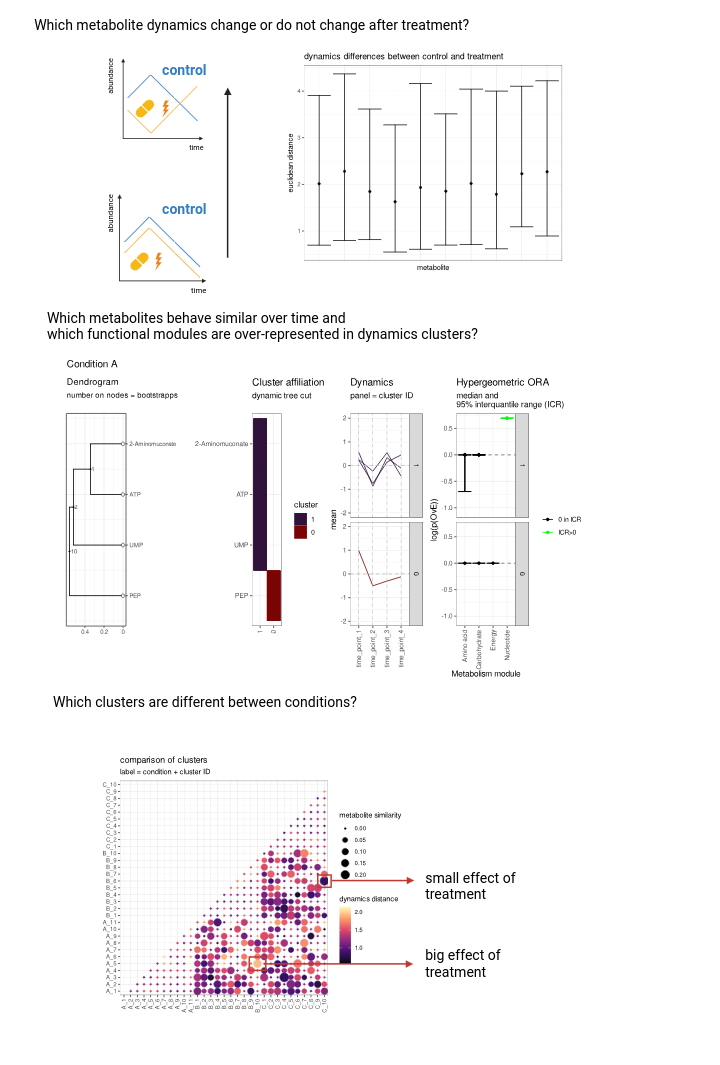 Which metabolite dynamics change or do not change after treatment?
abundance
control
time
abundance
control
time
dynamics differences between control and treatment
euclidean distance
4
3
2
1
metabolite
Which metabolites behave similar over time and
which functional modules are over-represented in dynamics clusters?
Condition A
Dendrogram
number on nodes = bootstrapps
2-Aminomuconate
ATP
UMP
PEP
4
2
10
0.4
0.2
0
Cluster affiliation
dynamic tree cut
2-Aminomuconate
ATP
UMP
PEP
1
0
cluster
1
0
Dynamics
panel = cluster ID
mean
2
1
0
-1
-2
2
1
0
-1
-2
1
0
time_point_1
time_point_2
time_point_3
time_point_4
Hypergeometric ORA
median and
95% interquantile range (ICR)
log(p(OvE))
0.5
0.0
-0.5
-1.0
0.5
0.0
-0.5
-1.0
1
0
Amino acid
Carbohydrate
Energy
Nucleotide
Metabolism module
0 in ICR
ICR>0
Which clusters are different between conditions?
comparison of clusters
label = condition + cluster ID
C_10
C_9
C_8
C_7
C_6
C_5
C_4
C_3
C_2
C_1
B_10
B_9
B_8
B_7
B_6
B_5
B_4
B_3
B_2
B_1
A_11
A_10
A_9
A_8
A_7
A_6
A_5
A_4
A_3
A_2
A_1
A_1
A_2
A_3
A_4
A_5
A_6
A_7
A_8
A_9
A_10
A_11
B_1
B_2
B_3
B_4
B_5
B_6
B_7
B_8
B_9
B_10
C_1
C_2
C_3
C_4
C_5
C_6
C_7
C_8
C_9
C_10
metabolite similarity
0.00
0.05
0.10
0.15
0.20
dynamics distance
2.0
1.5
1.0
small effect of
treatment
big effect of
treatment